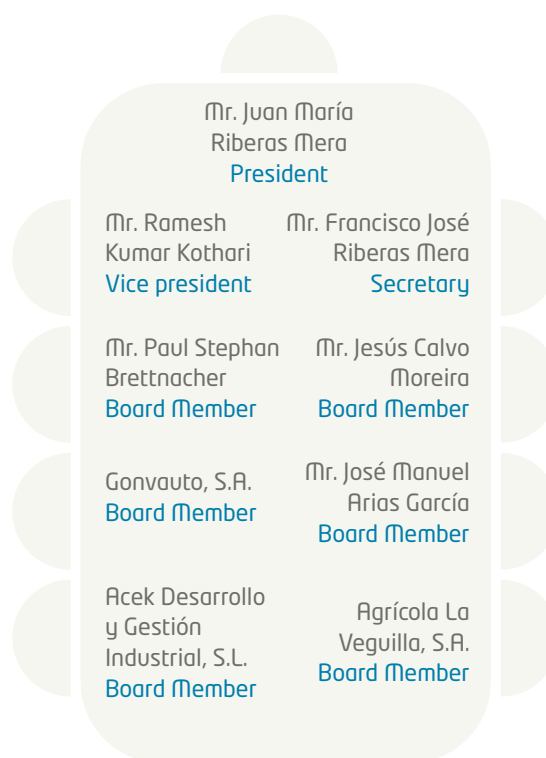 Mr. Juan María
Riberas Mera
President
Mr. Ramesh
Kumar Kothari
Vice president
Mr. Francisco José
Riberas Mera
Secretary
Mr. Paul Stephan
Brettnacher
Board Member
Mr. Jesús Calvo
Moreira
Board Member
Gonvauto, S.A.
Board Member
Mr. José Manuel
Arias García
Board Member
Acek Desarrollo
y Gestión
Industrial, S.L.
Board Member
Agrícola La
Veguilla, S.A.
Board Member